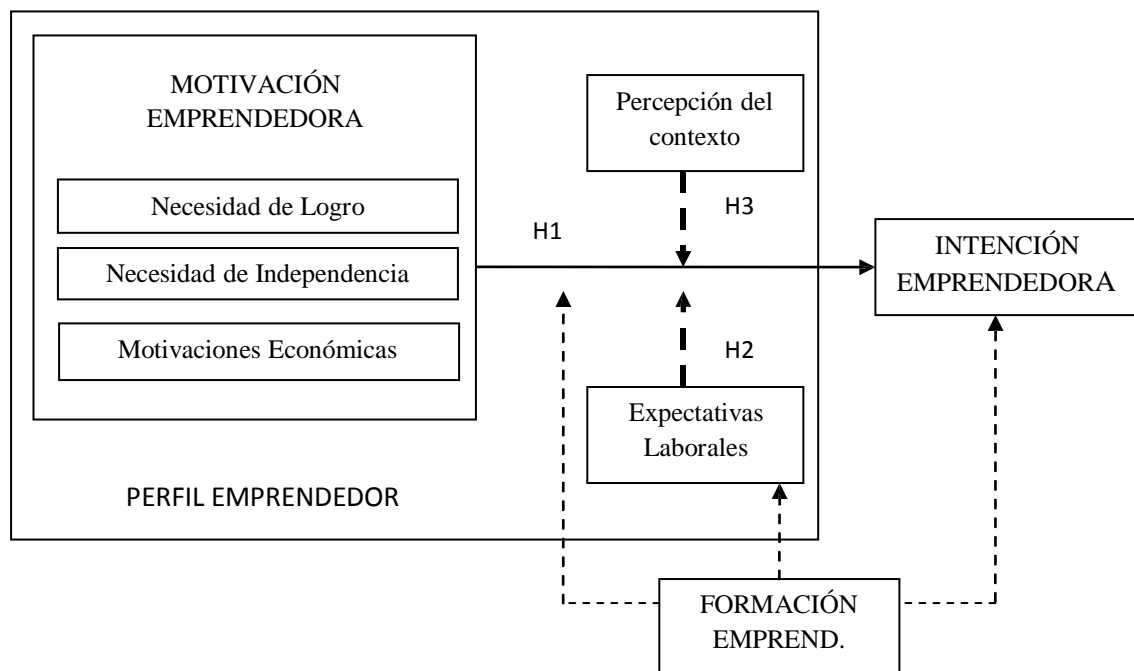 MOTIVACIÓN
EMPRENDEDORA
Necesidad de Logro
Necesidad de Independencia
Motivaciones Económicas
PERFIL EMPRENDEDOR
H1
Percepción del
contexto
H3
H2
Expectativas
Laborales
INTENCIÓN
EMPRENDEDORA
FORMACIÓN
EMPREND.